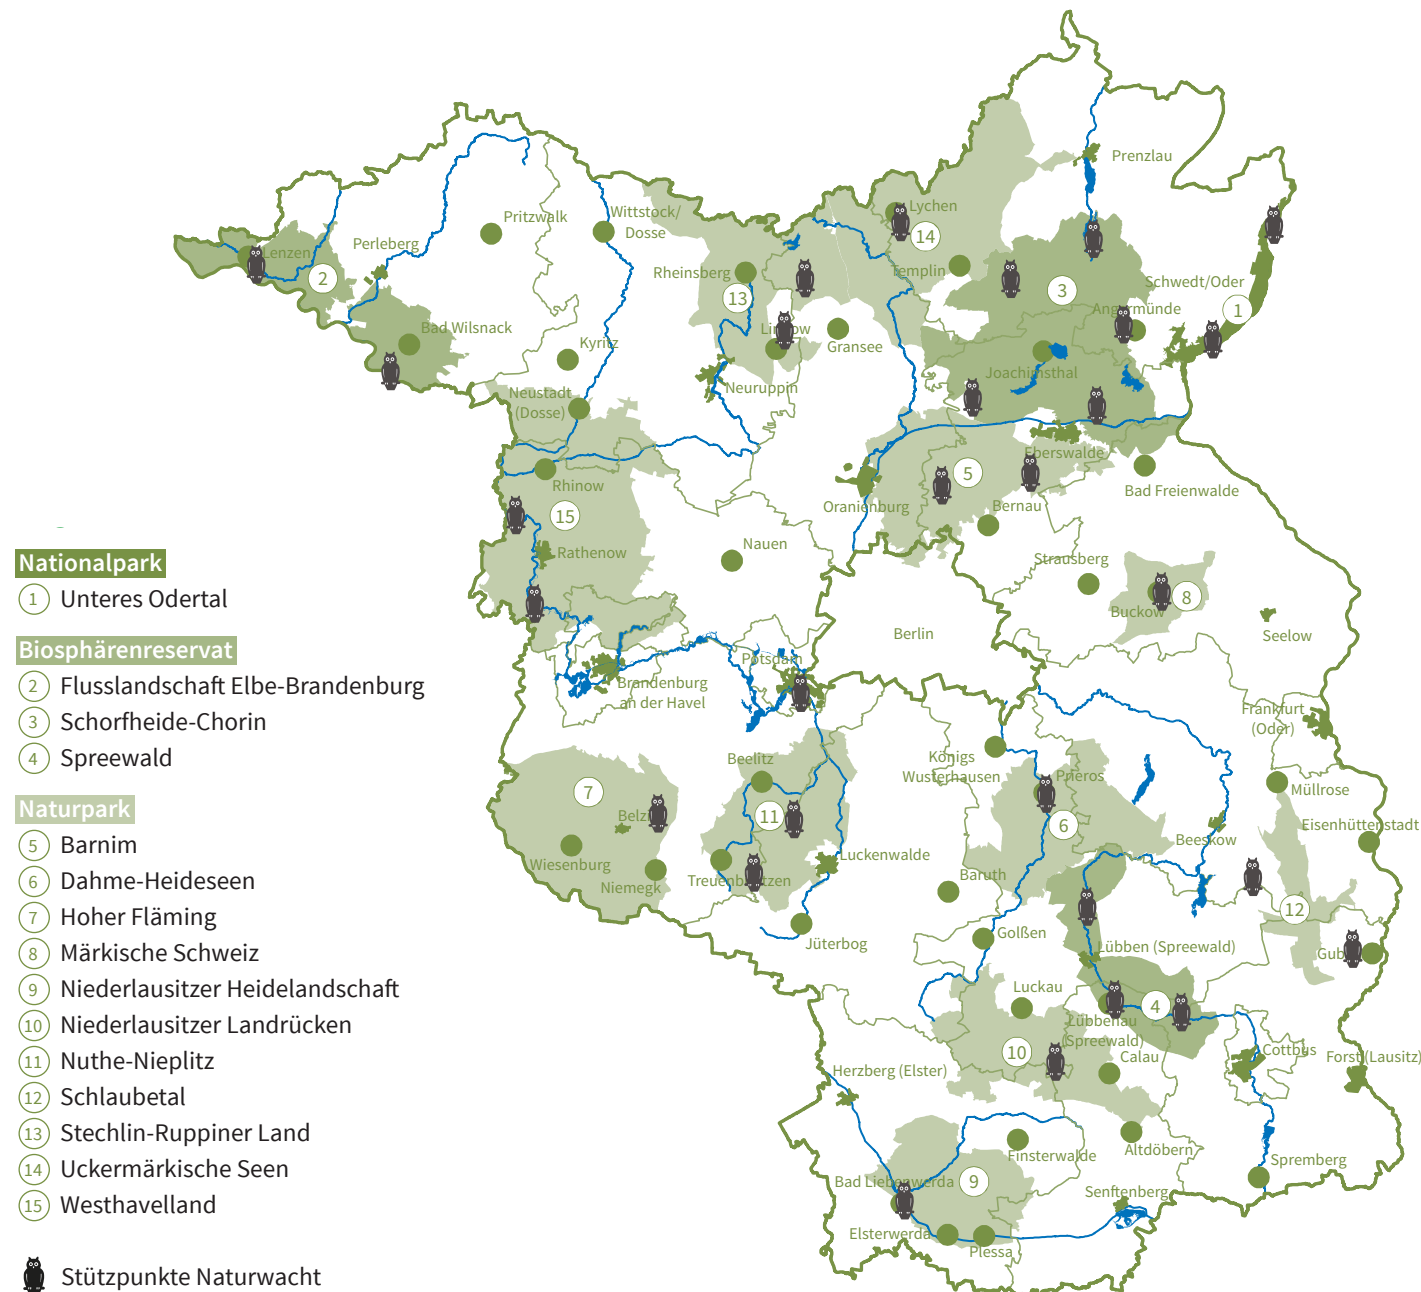 Prenzlau
Lychen
14
Pritzwalk
Wittstock/
Dosse
Perleberg
Lenzen
2
Rheinsberg
13
Templin
3
Schwedt/Oder
1
Angermünde
Bad Wilsnack
Kyritz
Lindow
Gransee
Joachimsthal
Neuruppin
Neustadt
(Dosse)
Eberswalde
5
Rhinow
Bad Freienwalde
Oranienburg
Bernau
15
Rathenow
Nauen
Strausberg
Buckow
8
Seelow
Berlin
Potsdam
Brandenburg
an der Havel
Frankfurt
(Oder)
Beelitz
Königs
Wusterhausen
Prieros
Müllrose
7
Belzig
11
6
Eisenhüttenstadt
Beeskow
Wiesenburg
Niemegk
Treuenbrietzen
Luckenwalde
Baruth
12
Jüterbog
Golßen
Lübben (Spreewald)
Guben
Luckau
4
Lübbenau
(Spreewald)
10
Calau
Cottbus
Forst (Lausitz)
Herzberg (Elster)
Finsterwalde
Altdöbern
Spremberg
Bad Liebenwerda
9
Senftenberg
Elsterwerda
Plessa
Nationalpark
1 Unteres Odertal
Biosphärenreservat
2 Flusslandschaft Elbe-Brandenburg
3 Schorfheide-Chorin
4 Spreewald
Naturpark
5 Barnim
6 Dahme-Heideseen
7 Hoher Fläming
8 Märkische Schweiz
9 Niederlausitzer Heidelandschaft
10 Niederlausitzer Landrücken
11 Nuthe-Nieplitz
12 Schlaubetal
13 Stechlin-Ruppiner Land
14 Uckermärkische Seen
15 Westhavelland
Stützpunkte Naturwacht